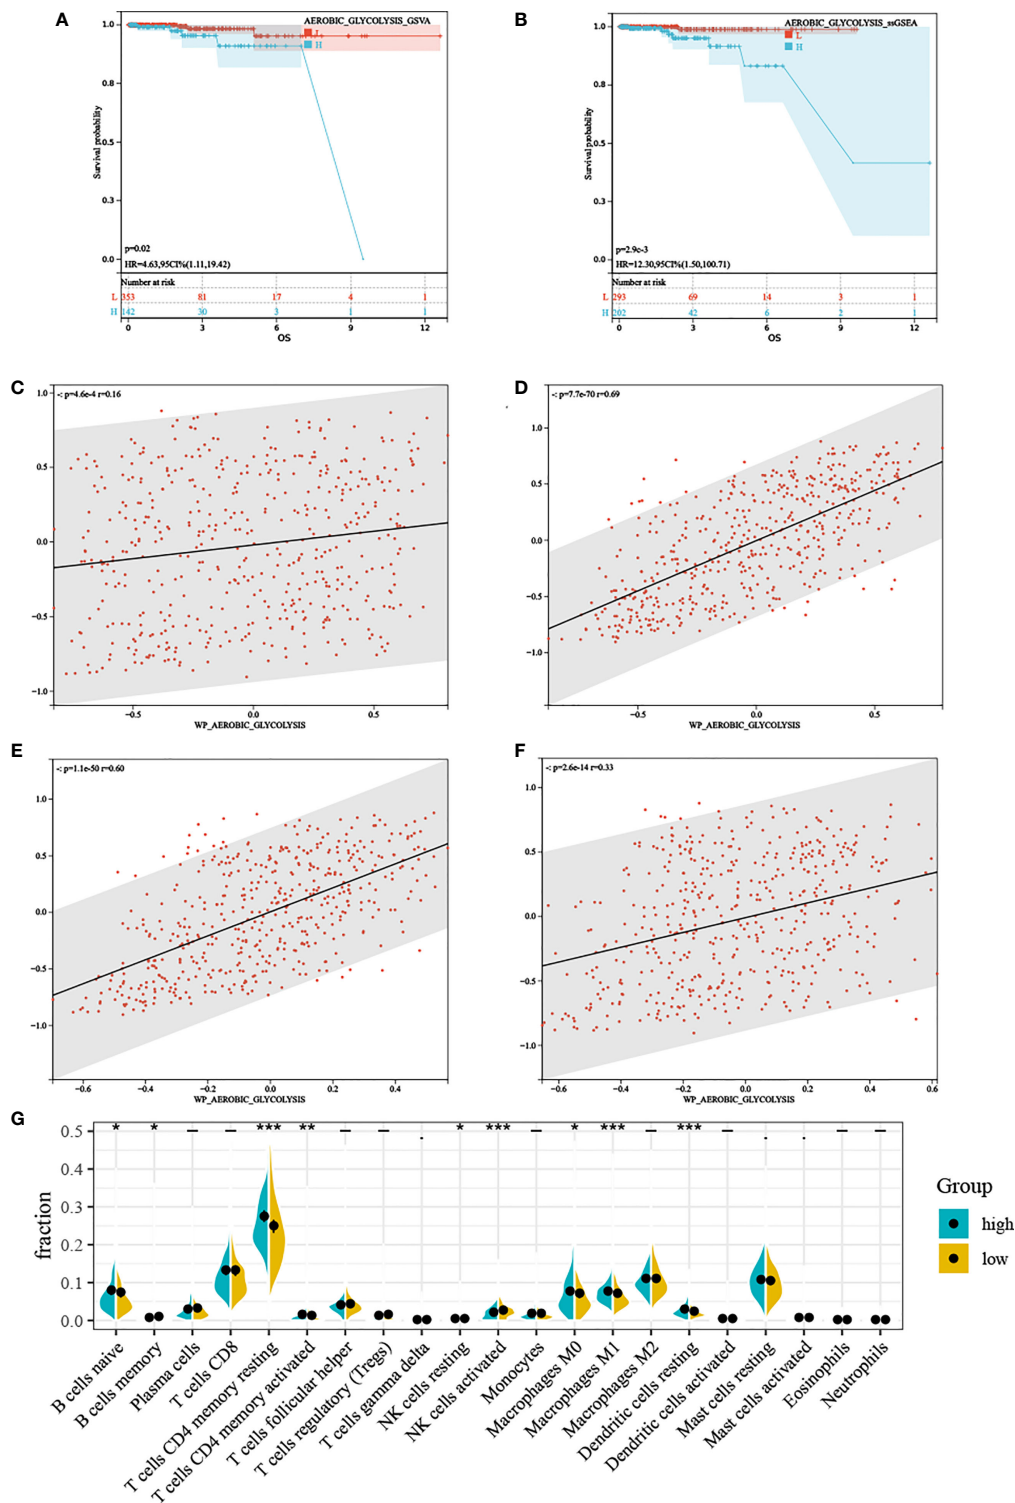 A
AEROBIC_GLYCOLYSIS_GSVA
L
H
1.0
0.8
0.5
0.3
0.0
Survival probability
p=0.02
HR=4.63,95CI%(1.11,19.42)
Number at risk
L 353 81 17 4 1
H 142 30 3 1 1
0 3 6 9 12
OS
B
AEROBIC_GLYCOLYSIS_ssGSEA
L
H
1.0
0.8
0.5
0.3
0.0
Survival probability
p=2.9e-3
HR=12.30,95CI%(1.50,100.71)
Number at risk
L 293 69 14 3 1
H 202 42 6 2 1
0 3 6 9 12
OS
C
-: p=4.6e-4 r=0.16
1.0
0.5
0.0
−0.5
−1.0
−0.5 0.0 0.5
WP_AEROBIC_GLYCOLYSIS
D
-: p=7.7e-70 r=0.69
1.0
0.5
0.0
−0.5
−1.0
−0.5 0.0 0.5
WP_AEROBIC_GLYCOLYSIS
E
-: p=1.1e-50 r=0.60
1.0
0.5
0.0
−0.5
−1.0
−0.6 −0.4 −0.2 0.0 0.2 0.4
WP_AEROBIC_GLYCOLYSIS
F
-: p=2.6e-14 r=0.33
1.0
0.5
0.0
−0.5
−1.0
−0.6 −0.4 −0.2 0.0 0.2 0.4 0.6
WP_AEROBIC_GLYCOLYSIS
G
* * – – *** ** – – . * *** – * *** – *** – . . – –
0.5
0.4
0.3
0.2
0.1
0.0
fraction
B cells naive
B cells memory
Plasma cells
T cells CD8
T cells CD4 memory resting
T cells CD4 memory activated
T cells follicular helper
T cells regulatory (Tregs)
T cells gamma delta
NK cells resting
NK cells activated
Monocytes
Macrophages M0
Macrophages M1
Macrophages M2
Dendritic cells resting
Dendritic cells activated
Mast cells resting
Mast cells activated
Eosinophils
Neutrophils
Group
high
low